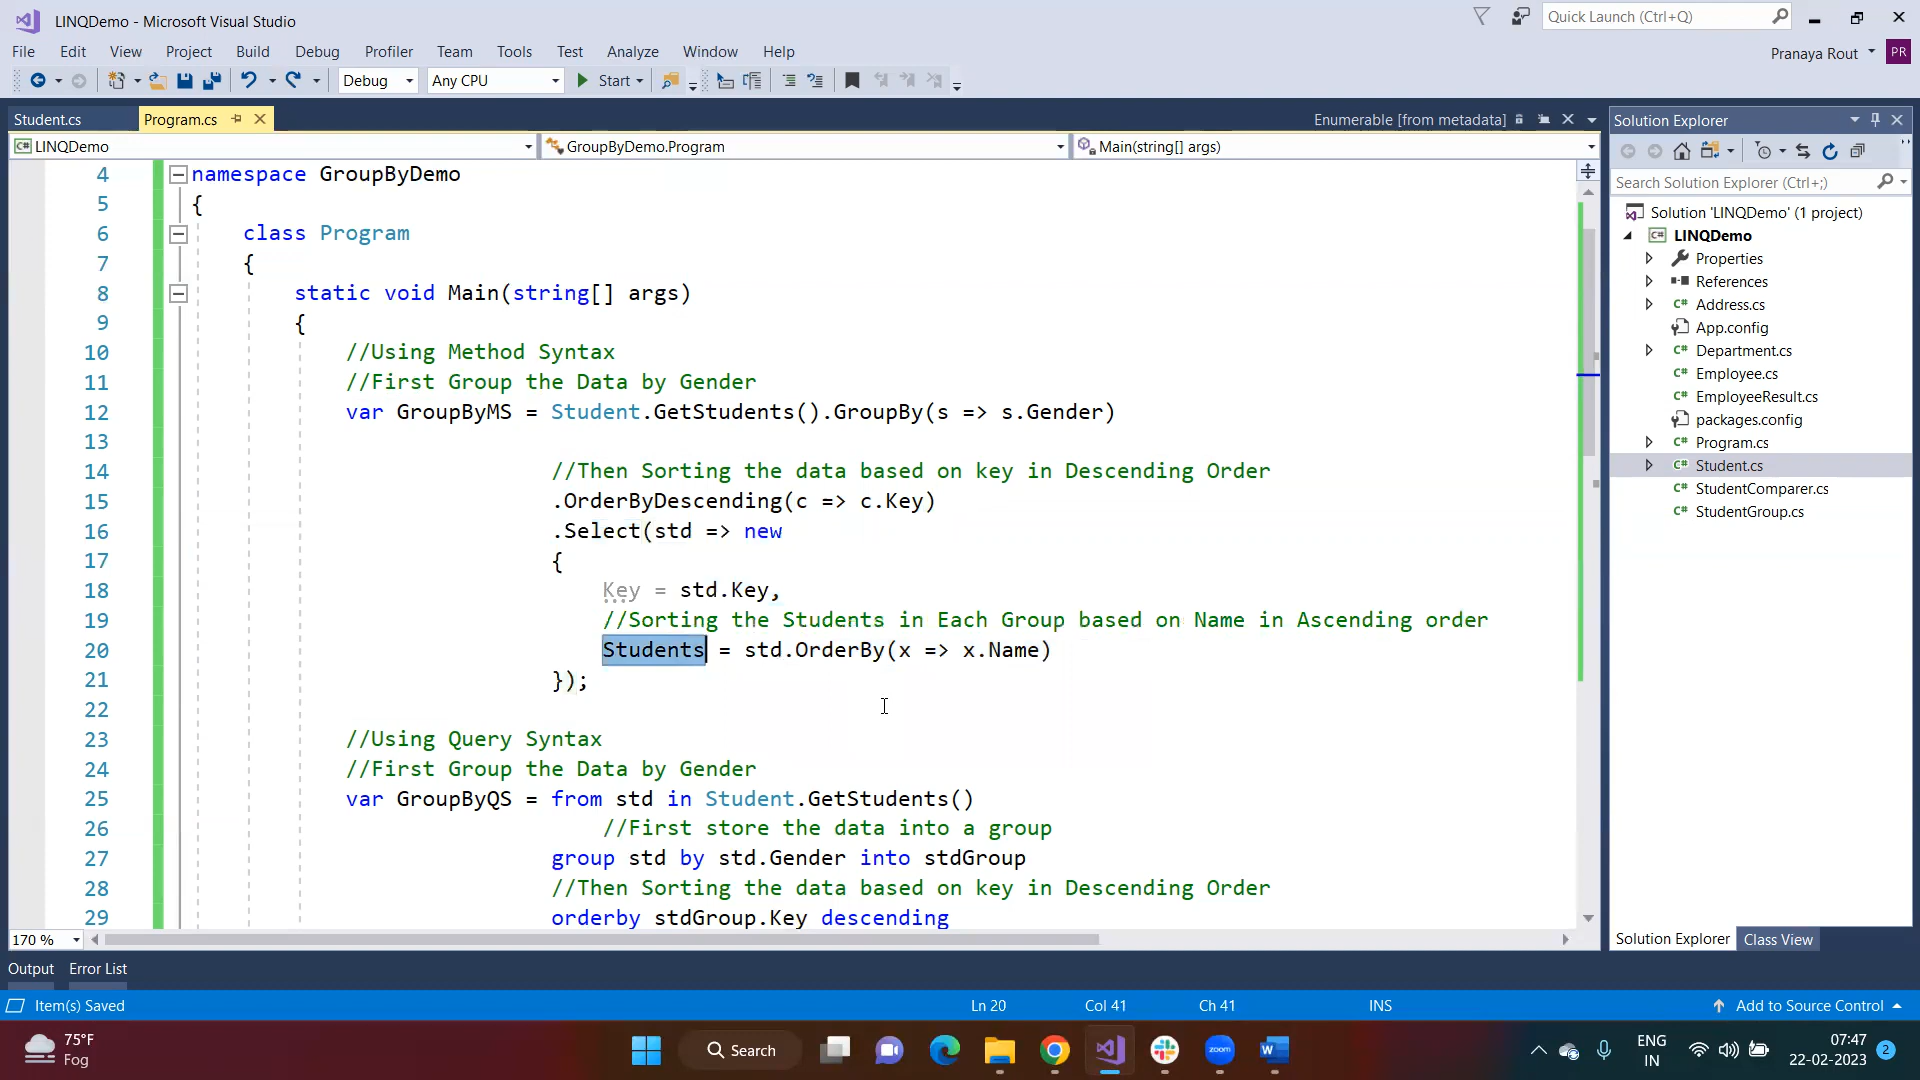 LINQDemo - Microsoft Visual Studio
Quick Launch (Ctrl+Q)
File Edit View Project Build Debug Profiler Team Tools Test Analyze Window Help
Pranaya Rout PR
Debug Any CPU Start
Student.cs Program.cs Enumerable [from metadata]
LINQDemo GroupByDemo.Program Main(string[] args)
4 namespace GroupByDemo
5 {
6 class Program
7 {
8 static void Main(string[] args)
9 {
10 //Using Method Syntax
11 //First Group the Data by Gender
12 var GroupByMS = Student.GetStudents().GroupBy(s => s.Gender)
13
14 //Then Sorting the data based on key in Descending Order
15 .OrderByDescending(c => c.Key)
16 .Select(std => new
17 {
18 Key = std.Key,
19 //Sorting the Students in Each Group based on Name in Ascending order
20 Students = std.OrderBy(x => x.Name)
21 });
22
23 //Using Query Syntax
24 //First Group the Data by Gender
25 var GroupByQS = from std in Student.GetStudents()
26 //First store the data into a group
27 group std by std.Gender into stdGroup
28 //Then Sorting the data based on key in Descending Order
29 orderby stdGroup.Key descending
170 %
Solution Explorer
Search Solution Explorer (Ctrl+;)
Solution 'LINQDemo' (1 project)
LINQDemo
Properties
References
Address.cs
App.config
Department.cs
Employee.cs
EmployeeResult.cs
packages.config
Program.cs
Student.cs
StudentComparer.cs
StudentGroup.cs
Solution Explorer Class View
Output Error List
Item(s) Saved Ln 20 Col 41 Ch 41 INS Add to Source Control
75°F
Fog
Search
zoom
ENG
IN
07:47
22-02-2023
2